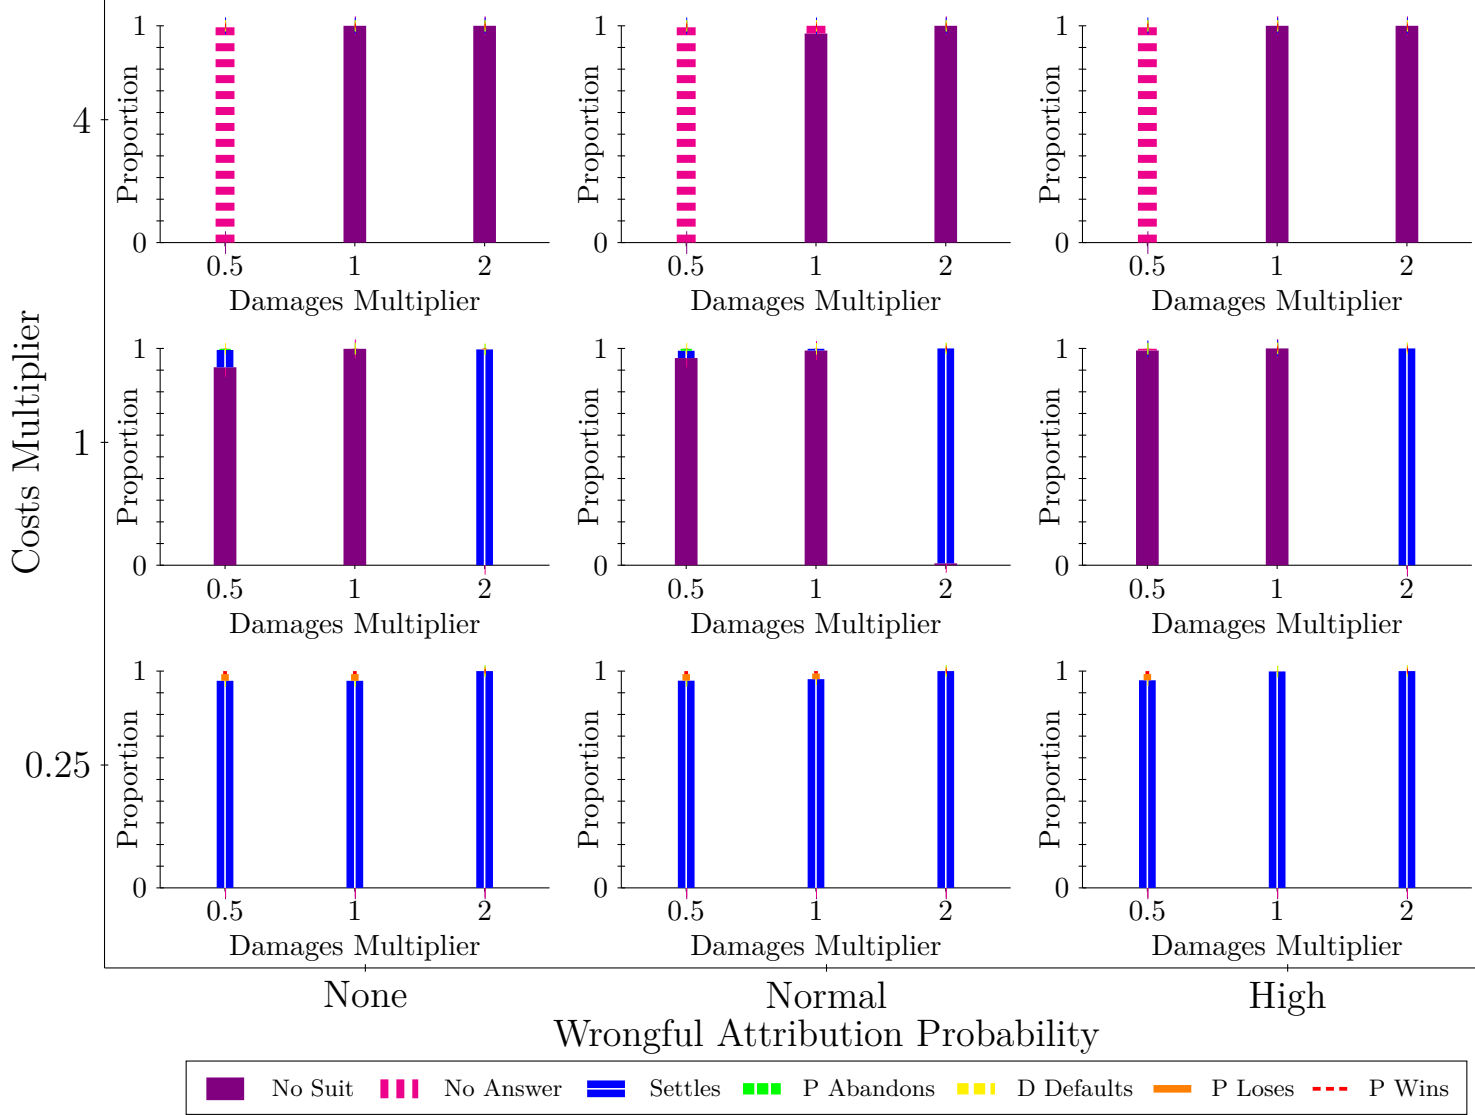 Costs Multiplier
4
1
0.25
Proportion
1
0
0.5 1 2
Damages Multiplier
Proportion
1
0
0.5 1 2
Damages Multiplier
Proportion
1
0
0.5 1 2
Damages Multiplier
Proportion
1
0
0.5 1 2
Damages Multiplier
Proportion
1
0
0.5 1 2
Damages Multiplier
Proportion
1
0
0.5 1 2
Damages Multiplier
Proportion
1
0
0.5 1 2
Damages Multiplier
Proportion
1
0
0.5 1 2
Damages Multiplier
Proportion
1
0
0.5 1 2
Damages Multiplier
None Normal High
Wrongful Attribution Probability
No Suit No Answer Settles P Abandons D Defaults P Loses P Wins